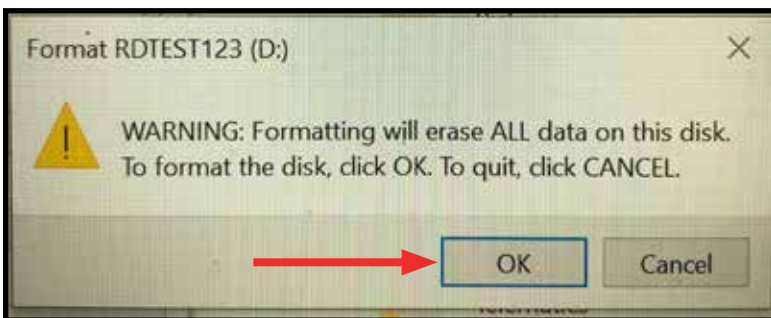 Format RDTEST123 (D:)
WARNING: Formatting will erase ALL data on this disk.
To format the disk, click OK. To quit, click CANCEL.
OK
Cancel